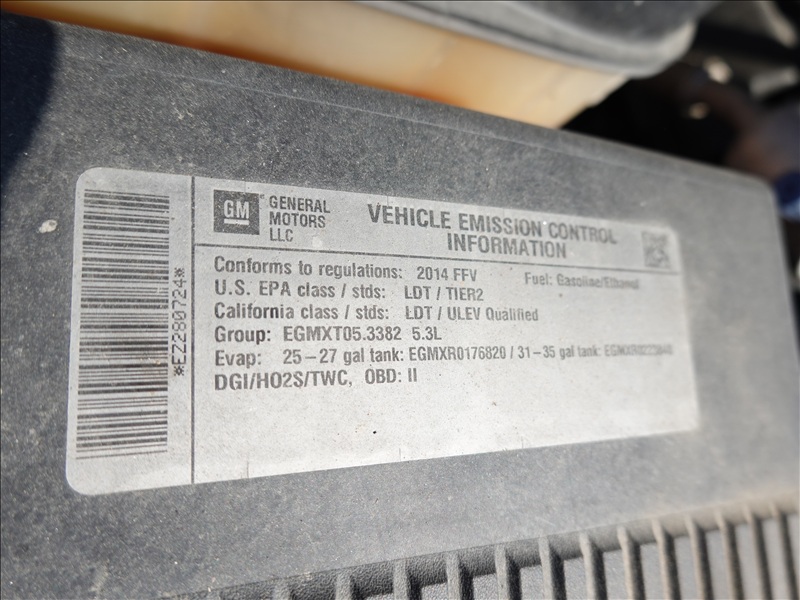 GM GENERAL MOTORS LLC
VEHICLE EMISSION CONTROL INFORMATION
Conforms to regulations: 2014 FFV Fuel: Gasoline/Ethanol
U.S. EPA class / stds: LDT / TIER2
California class / stds: LDT / ULEV Qualified
Group: EGMXT05.3382 5.3L
Evap: 25-27 gal tank: EGMXR0176820 / 31-35 gal tank:
DGI/HO2S/TWC, OBD: II
*EZ280724*